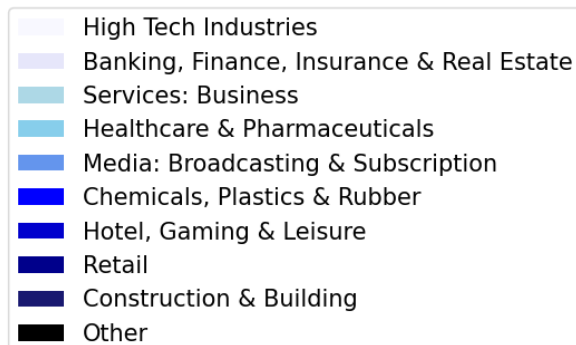 High Tech Industries
Banking, Finance, Insurance & Real Estate
Services: Business
Healthcare & Pharmaceuticals
Media: Broadcasting & Subscription
Chemicals, Plastics & Rubber
Hotel, Gaming & Leisure
Retail
Construction & Building
Other